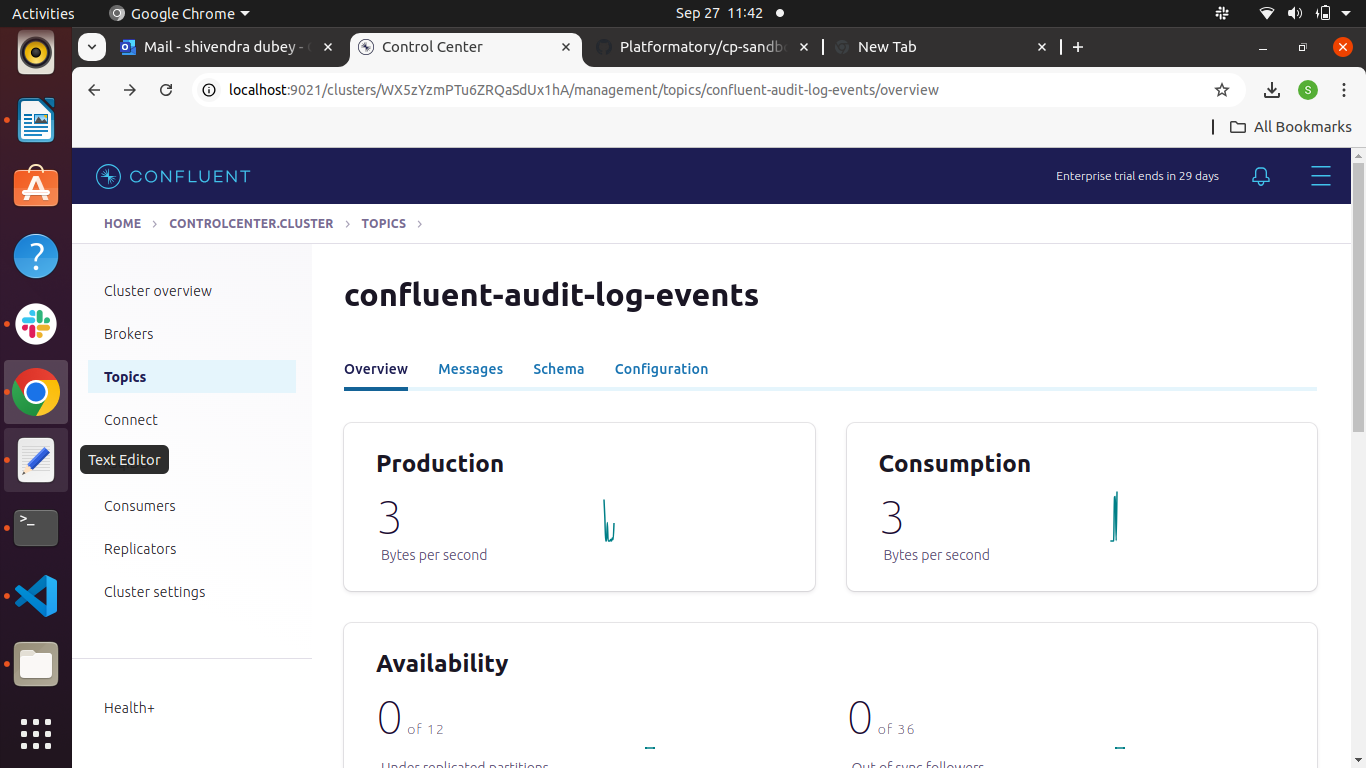 Activities Google Chrome Sep 27 11:42
Mail - shivendra dubey - Control Center Platformatory/cp-sandb New Tab
localhost:9021/clusters/WX5zYzmPTu6ZRQaSdUx1hA/management/topics/confluent-audit-log-events/overview S
All Bookmarks
CONFLUENT Enterprise trial ends in 29 days
HOME > CONTROLCENTER.CLUSTER > TOPICS >
Cluster overview
Brokers
Topics
Connect
Text Editor
Consumers
Replicators
Cluster settings
Health+
confluent-audit-log-events
Overview Messages Schema Configuration
Production
3
Bytes per second
Consumption
3
Bytes per second
Availability
0 of 12
Under replicated partitions
0 of 36
Out of sync followers